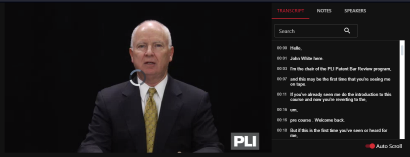 TRANSCRIPT
NOTES
SPEAKERS
Search
00:00 Hello,
00:01 John White here.
00:03 I'm the chair of the PLI Patent Bar Review program,
00:07 and this may be the first time that you're seeing me
on tape.
00:11 If you've already seen me do the introduction to this
course and now you're reverting to the,
00:16 um,
00:16 pre course . Welcome back.
00:18 But if this is the first time you've seen or heard for
me,
PLI
Auto Scroll